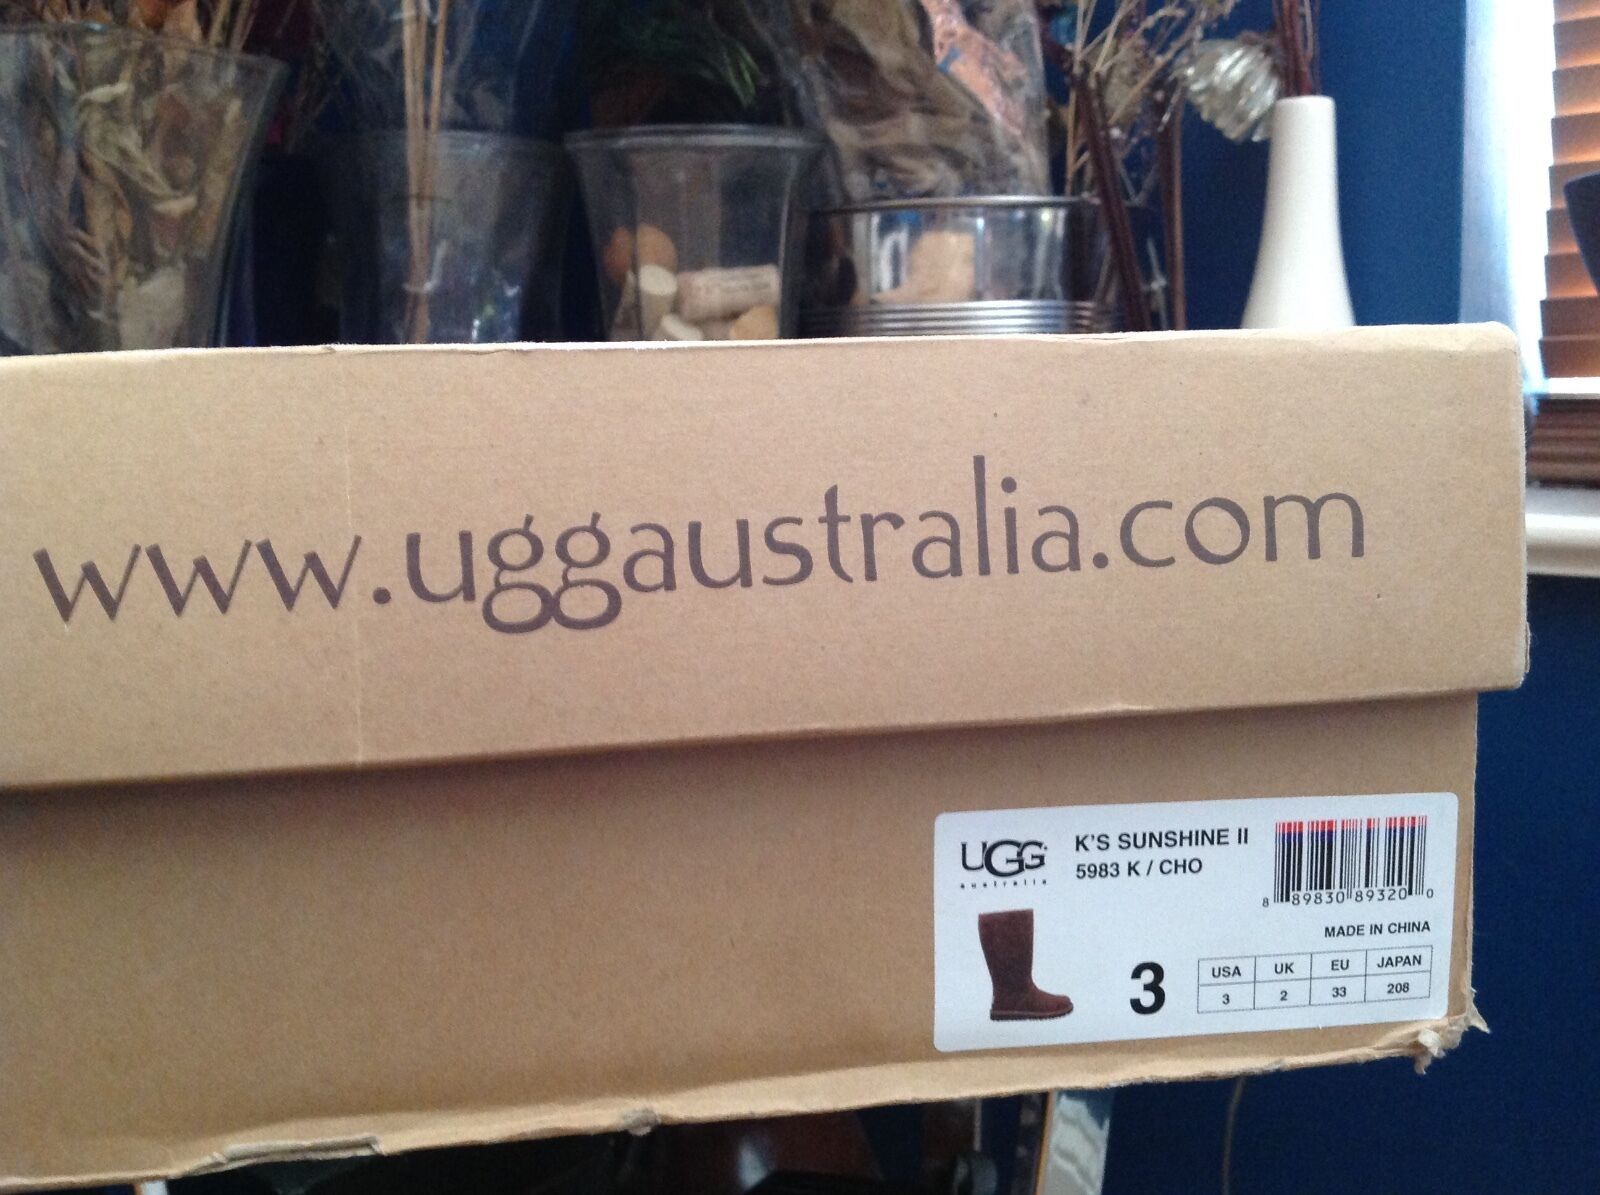 www.uggaustralia.com
UGG
australia
K'S SUNSHINE II
5983 K / CHO
8 89830 89320 0
MADE IN CHINA
3
USA UK EU JAPAN
3 2 33 208